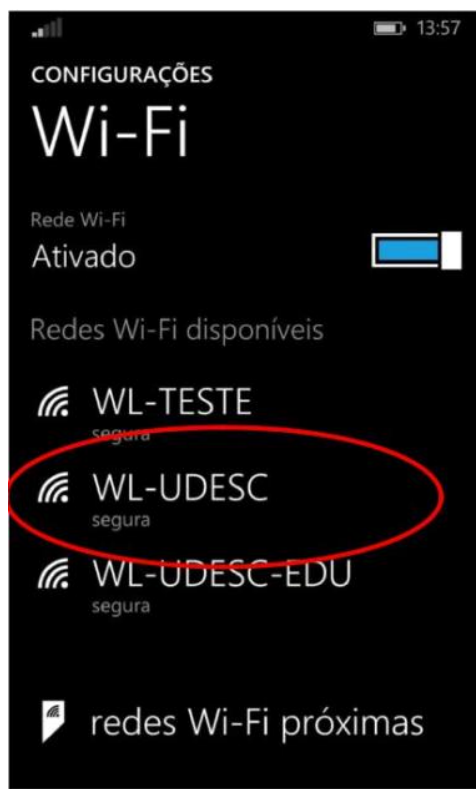 13:57
CONFIGURAÇÕES
Wi-Fi
Rede Wi-Fi
Ativado
Redes Wi-Fi disponíveis
WL-TESTE
segura
WL-UDESC
segura
WL-UDESC-EDU
segura
redes Wi-Fi próximas